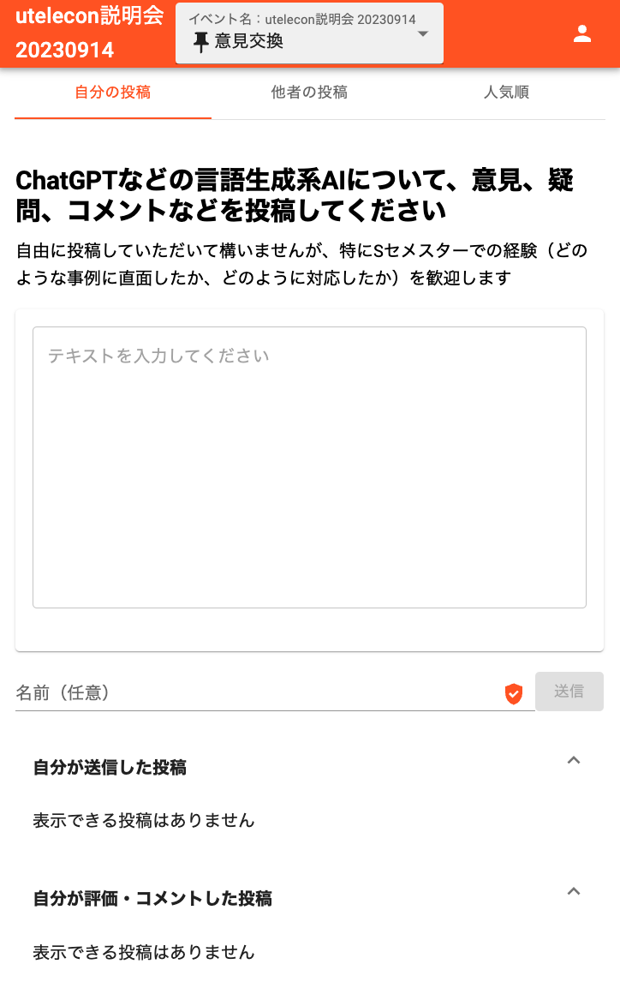 utelecon説明会
20230914
イベント名：utelecon説明会 20230914
意見交換
自分の投稿
他者の投稿
人気順
ChatGPTなどの言語生成系AIについて、意見、疑
問、コメントなどを投稿してください
自由に投稿していただいて構いませんが、特にSセメスターでの経験（どの
ような事例に直面したか、どのように対応したか）を歓迎します
テキストを入力してください
名前（任意）
送信
自分が送信した投稿
表示できる投稿はありません
自分が評価・コメントした投稿
表示できる投稿はありません